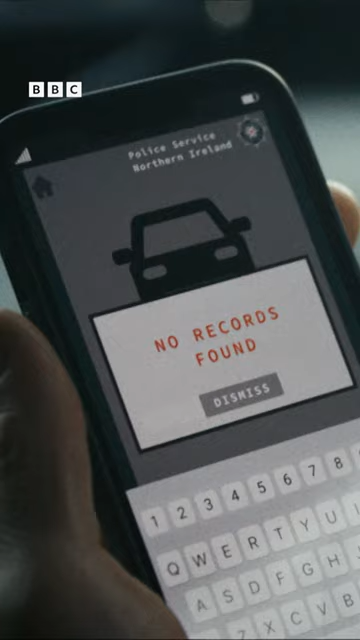 BBC
Police Service
Northern Ireland
NO RECORDS
FOUND
DISMISS
1 2 3 4 5 6 7 8
Q W E R T Y U I
A S D F G H
Z X C V B